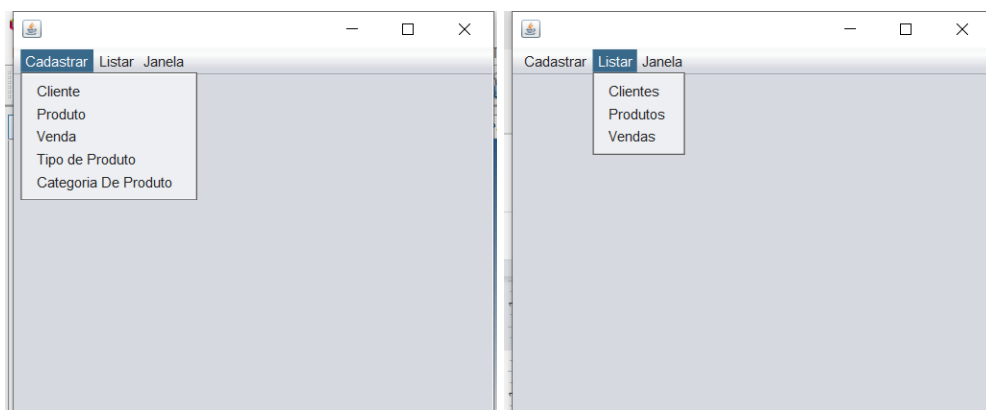 Cadastrar Listar Janela
Cliente
Produto
Venda
Tipo de Produto
Categoria De Produto
Cadastrar Listar Janela
Clientes
Produtos
Vendas